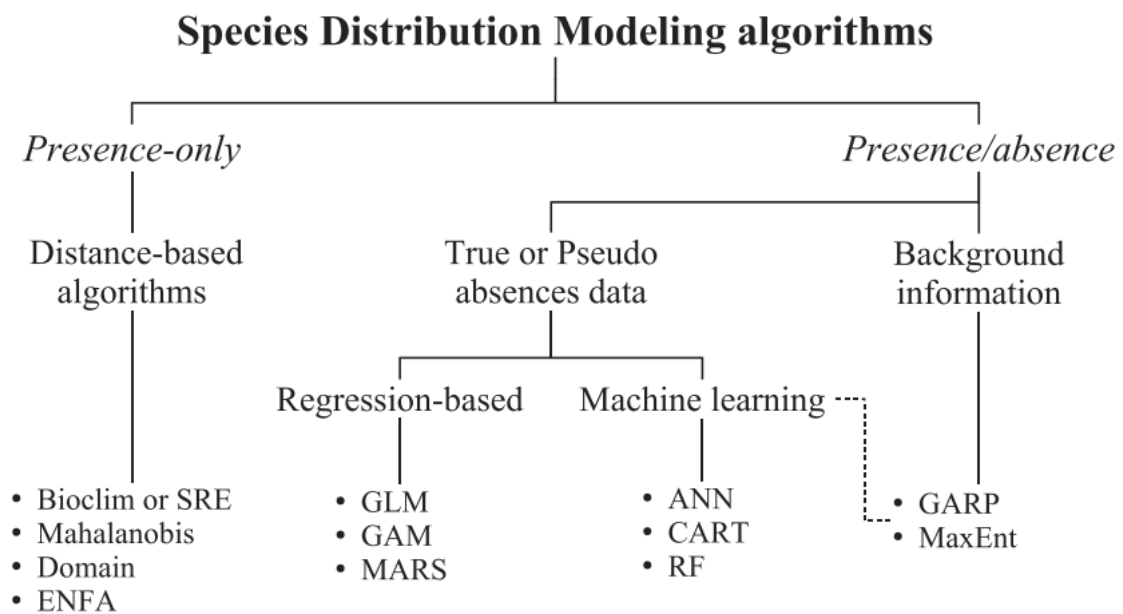 Species Distribution Modeling algorithms
Presence-only
Presence/absence
Distance-based
algorithms
True or Pseudo
absences data
Background
information
Regression-based
Machine learning
• Bioclim or SRE
• Mahalanobis
• Domain
• ENFA
• GLM
• GAM
• MARS
• ANN
• CART
• RF
• GARP
• MaxEnt